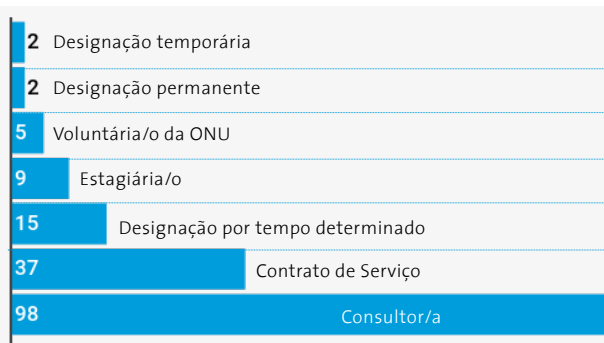 2 Designação temporária
2 Designação permanente
5 Voluntária/o da ONU
9 Estagiária/o
15 Designação por tempo determinado
37 Contrato de Serviço
98 Consultor/a